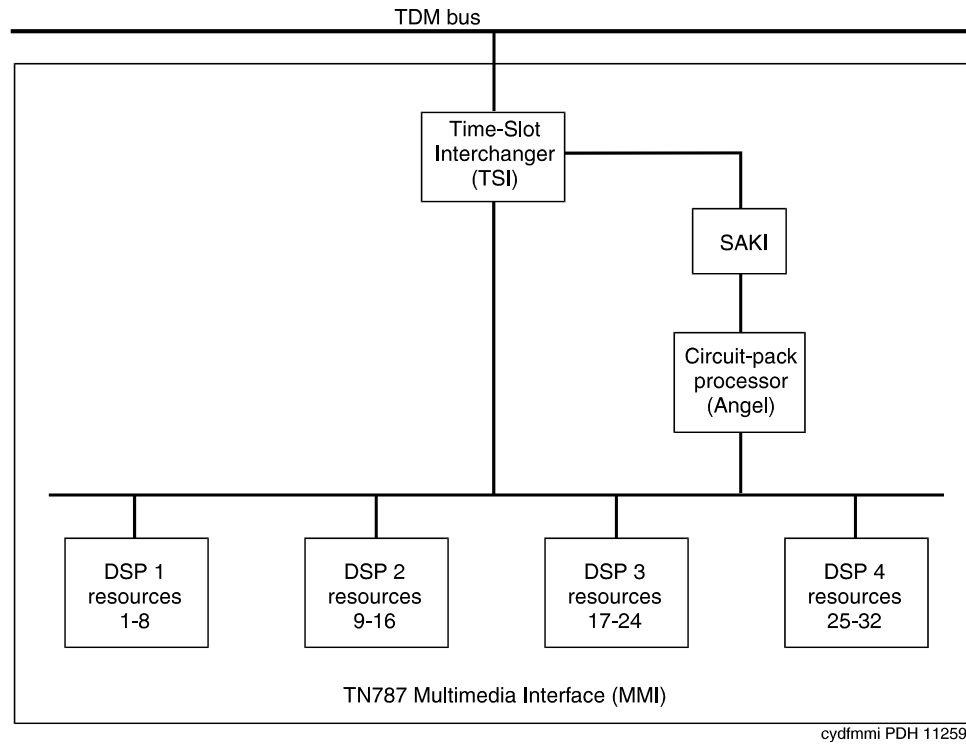 TDM bus
Time-Slot
Interchanger
(TSI)
SAKI
Circuit-pack
processor
(Angel)
DSP 1
resources
1-8
DSP 2
resources
9-16
DSP 3
resources
17-24
DSP 4
resources
25-32
TN787 Multimedia Interface (MMI)
cydfmmi PDH 11259